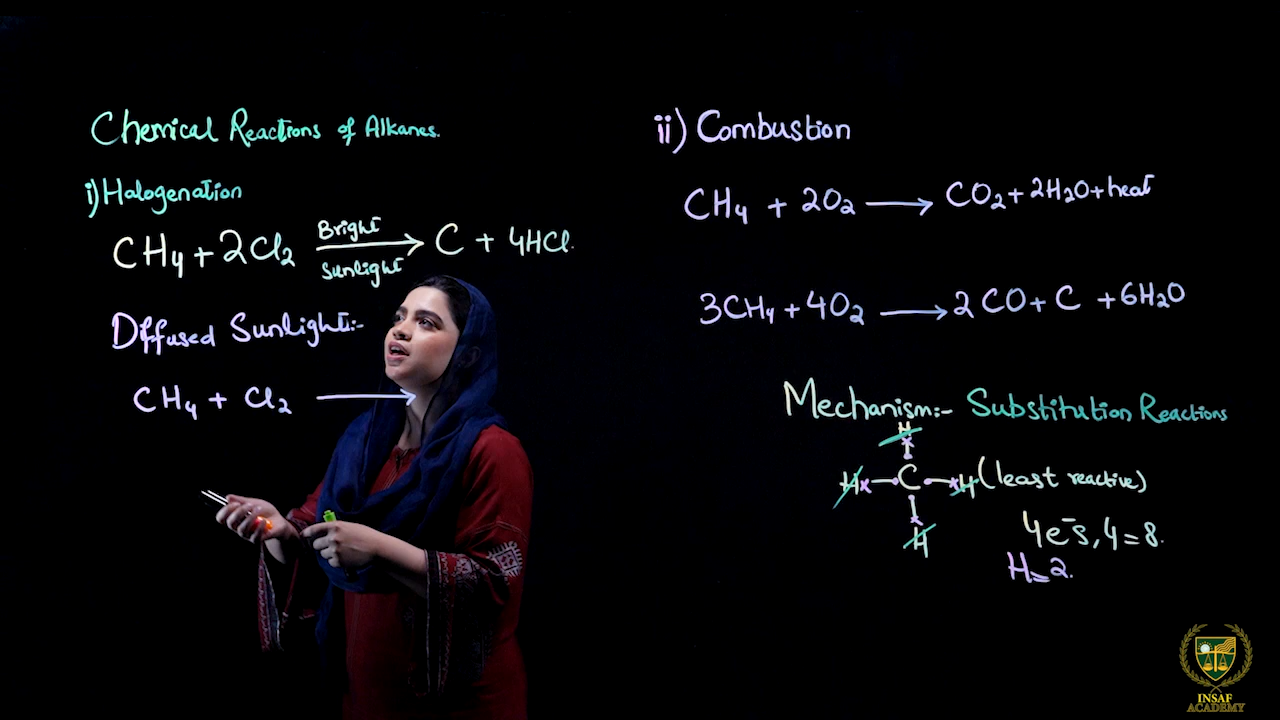 Chemical Reactions of Alkanes.
i) Halogenation
CH₄ + 2Cl₂ Bright Sunlight → C + 4HCl.
Diffused Sunlight:-
CH₄ + Cl₂ →
ii) Combustion
CH₄ + 2O₂ → CO₂ + 2H₂O + heat
3CH₄ + 4O₂ → 2CO + C + 6H₂O
Mechanism:- Substitution Reactions
H
H C H (least reactive)
H
4e⁻s, 4 = 8.
H = 2.
INSAF
ACADEMY